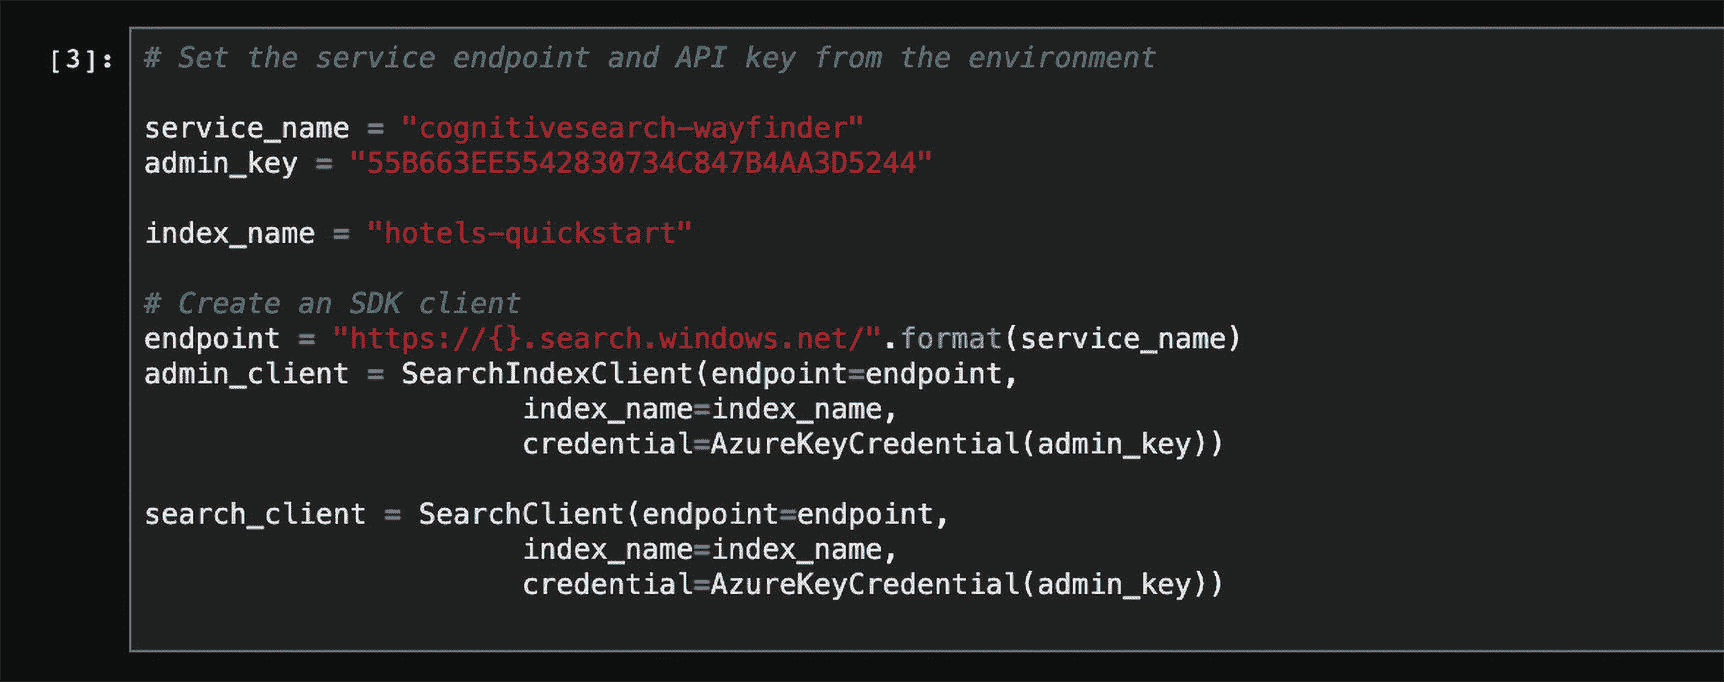 [3]:
# Set the service endpoint and API key from the environment
service_name = "cognitivesearch-wayfinder"
admin_key = "55B663EE5542830734C847B4AA3D5244"
index_name = "hotels-quickstart"
# Create an SDK client
endpoint = "https://{}.search.windows.net/".format(service_name)
admin_client = SearchIndexClient(endpoint=endpoint,
index_name=index_name,
credential=AzureKeyCredential(admin_key))
search_client = SearchClient(endpoint=endpoint,
index_name=index_name,
credential=AzureKeyCredential(admin_key))